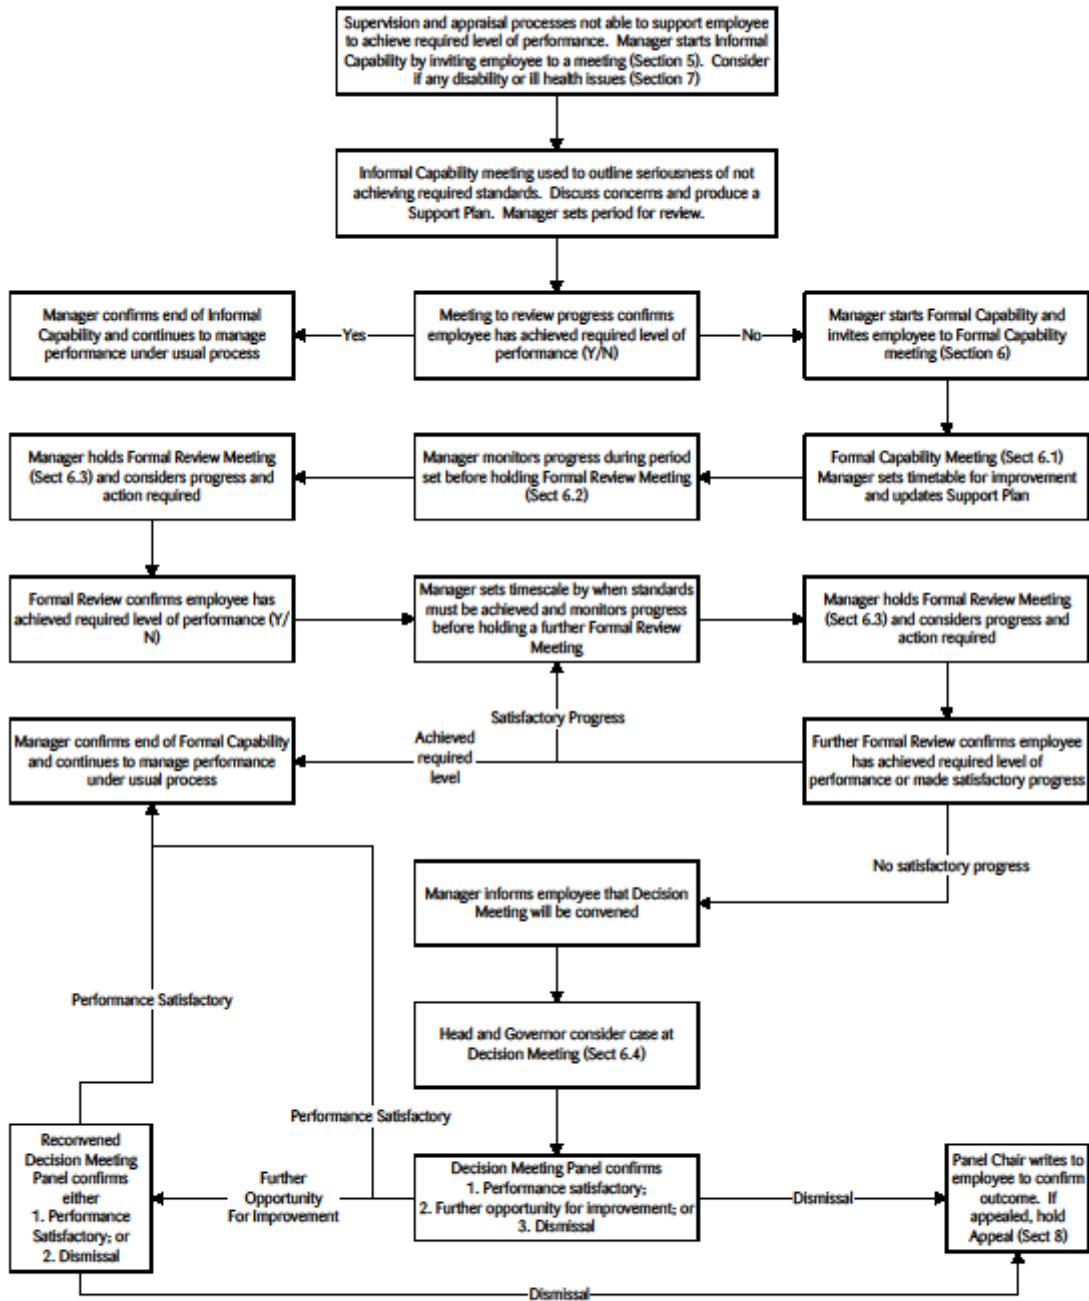 Supervision and appraisal processes not able to support employee
to achieve required level of performance. Manager starts Informal
Capability by inviting employee to a meeting (Section 5). Consider
if any disability or ill health issues (Section 7)
Informal Capability meeting used to outline seriousness of not
achieving required standards. Discuss concerns and produce a
Support Plan. Manager sets period for review.
Manager confirms end of Informal
Capability and continues to manage
performance under usual process
Yes
Meeting to review progress confirms
employee has achieved required level of
performance (Y/N)
No
Manager starts Formal Capability and
invites employee to Formal Capability
meeting (Section 6)
Manager holds Formal Review Meeting
(Sect 6.3) and considers progress and
action required
Manager monitors progress during period
set before holding Formal Review Meeting
(Sect 6.2)
Formal Capability Meeting (Sect 6.1)
Manager sets timetable for improvement
and updates Support Plan
Formal Review confirms employee has
achieved required level of performance (Y/
N)
Manager sets timescale by when standards
must be achieved and monitors progress
before holding a further Formal Review
Meeting
Manager holds Formal Review Meeting
(Sect 6.3) and considers progress and
action required
Satisfactory Progress
Manager confirms end of Formal Capability
and continues to manage performance
under usual process
Achieved
required
level
Further Formal Review confirms employee
has achieved required level of
performance or made satisfactory progress
No satisfactory progress
Manager informs employee that Decision
Meeting will be convened
Performance Satisfactory
Head and Governor consider case at
Decision Meeting (Sect 6.4)
Performance Satisfactory
Reconvened
Decision Meeting
Panel confirms
either
1. Performance
Satisfactory; or
2. Dismissal
Further
Opportunity
For Improvement
Decision Meeting Panel confirms
1. Performance satisfactory;
2. Further opportunity for improvement; or
3. Dismissal
Dismissal
Panel Chair writes to
employee to confirm
outcome. If
appealed, hold
Appeal (Sect 8)
Dismissal